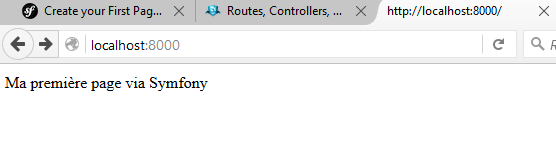 Create your First Pag...
Routes, Controllers, ...
http://localhost:8000/
localhost:8000
Ma première page via Symfony